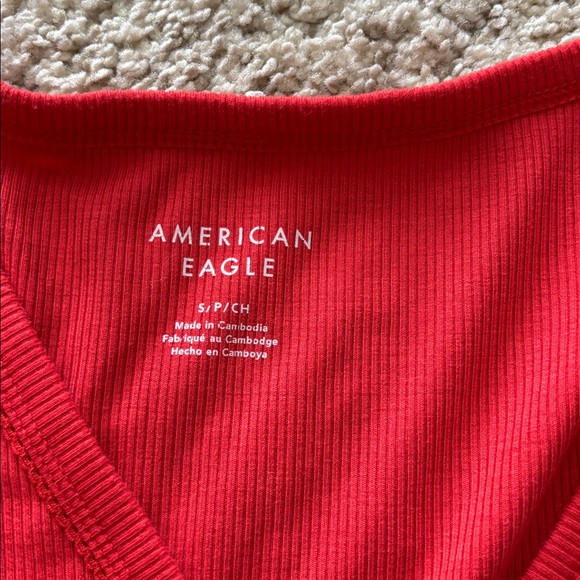 AMERICAN
EAGLE
S/P/CH
Made in Cambodia
Fabriqué au Cambodge
Hecho en Camboya